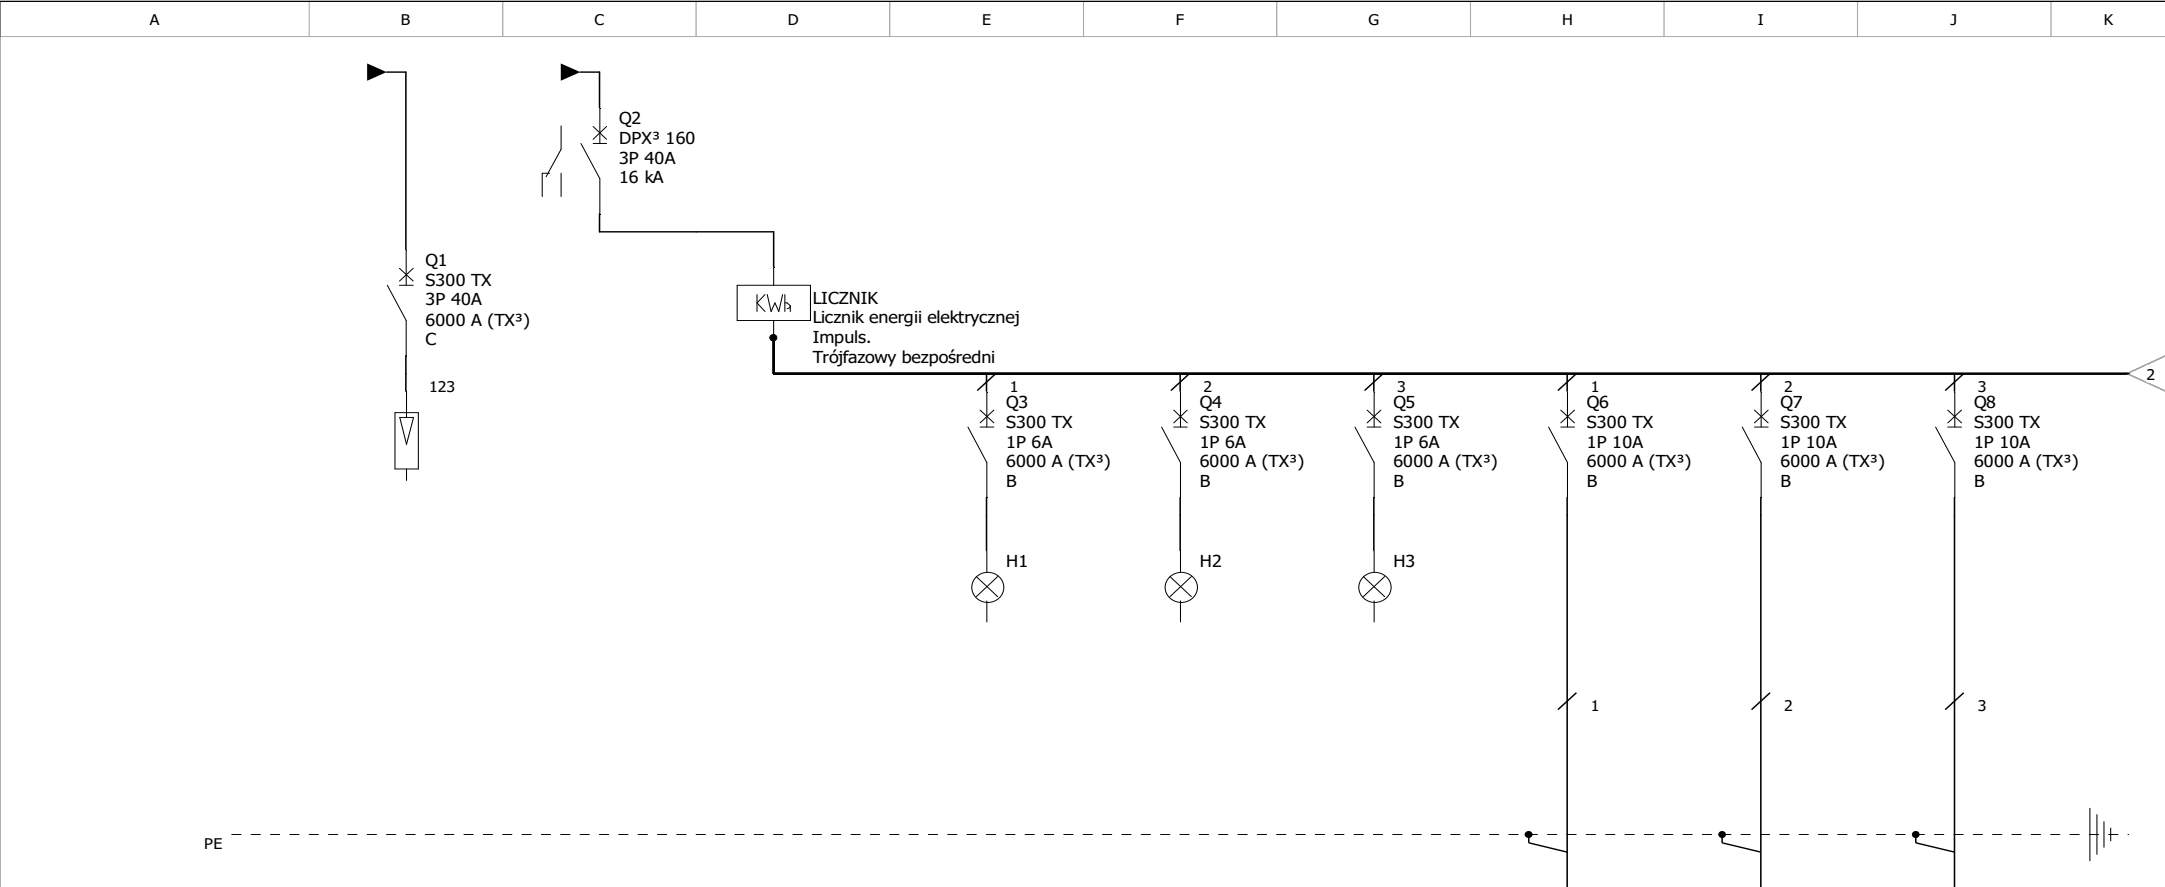 A B C D E F G H I J K
Q2
DPX³ 160
3P 40A
16 kA
Q1
S300 TX
3P 40A
6000 A (TX³)
C
123
KWh
LICZNIK
Licznik energii elektrycznej
Impuls.
Trójfazowy bezpośredni
2
1
Q3
S300 TX
1P 6A
6000 A (TX³)
B
2
Q4
S300 TX
1P 6A
6000 A (TX³)
B
3
Q5
S300 TX
1P 6A
6000 A (TX³)
B
1
Q6
S300 TX
1P 10A
6000 A (TX³)
B
2
Q7
S300 TX
1P 10A
6000 A (TX³)
B
3
Q8
S300 TX
1P 10A
6000 A (TX³)
B
H1
H2
H3
1
2
3
PE